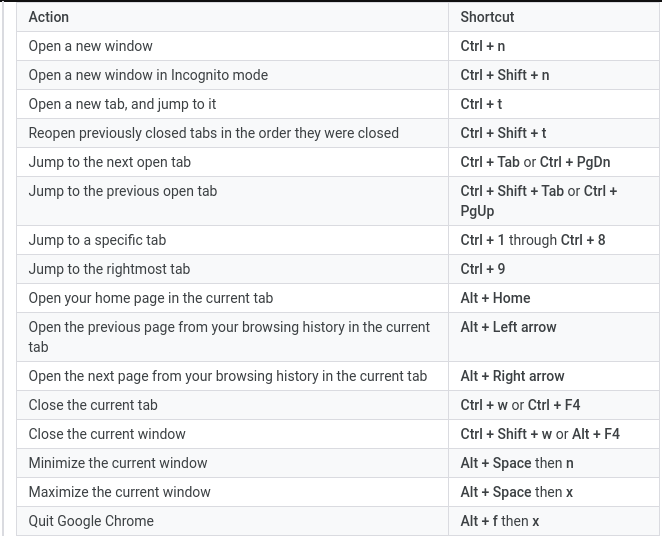 Action Shortcut
Open a new window Ctrl + n
Open a new window in Incognito mode Ctrl + Shift + n
Open a new tab, and jump to it Ctrl + t
Reopen previously closed tabs in the order they were closed Ctrl + Shift + t
Jump to the next open tab Ctrl + Tab or Ctrl + PgDn
Jump to the previous open tab Ctrl + Shift + Tab or Ctrl +
PgUp
Jump to a specific tab Ctrl + 1 through Ctrl + 8
Jump to the rightmost tab Ctrl + 9
Open your home page in the current tab Alt + Home
Open the previous page from your browsing history in the current Alt + Left arrow
tab
Open the next page from your browsing history in the current tab Alt + Right arrow
Close the current tab Ctrl + w or Ctrl + F4
Close the current window Ctrl + Shift + w or Alt + F4
Minimize the current window Alt + Space then n
Maximize the current window Alt + Space then x
Quit Google Chrome Alt + f then x